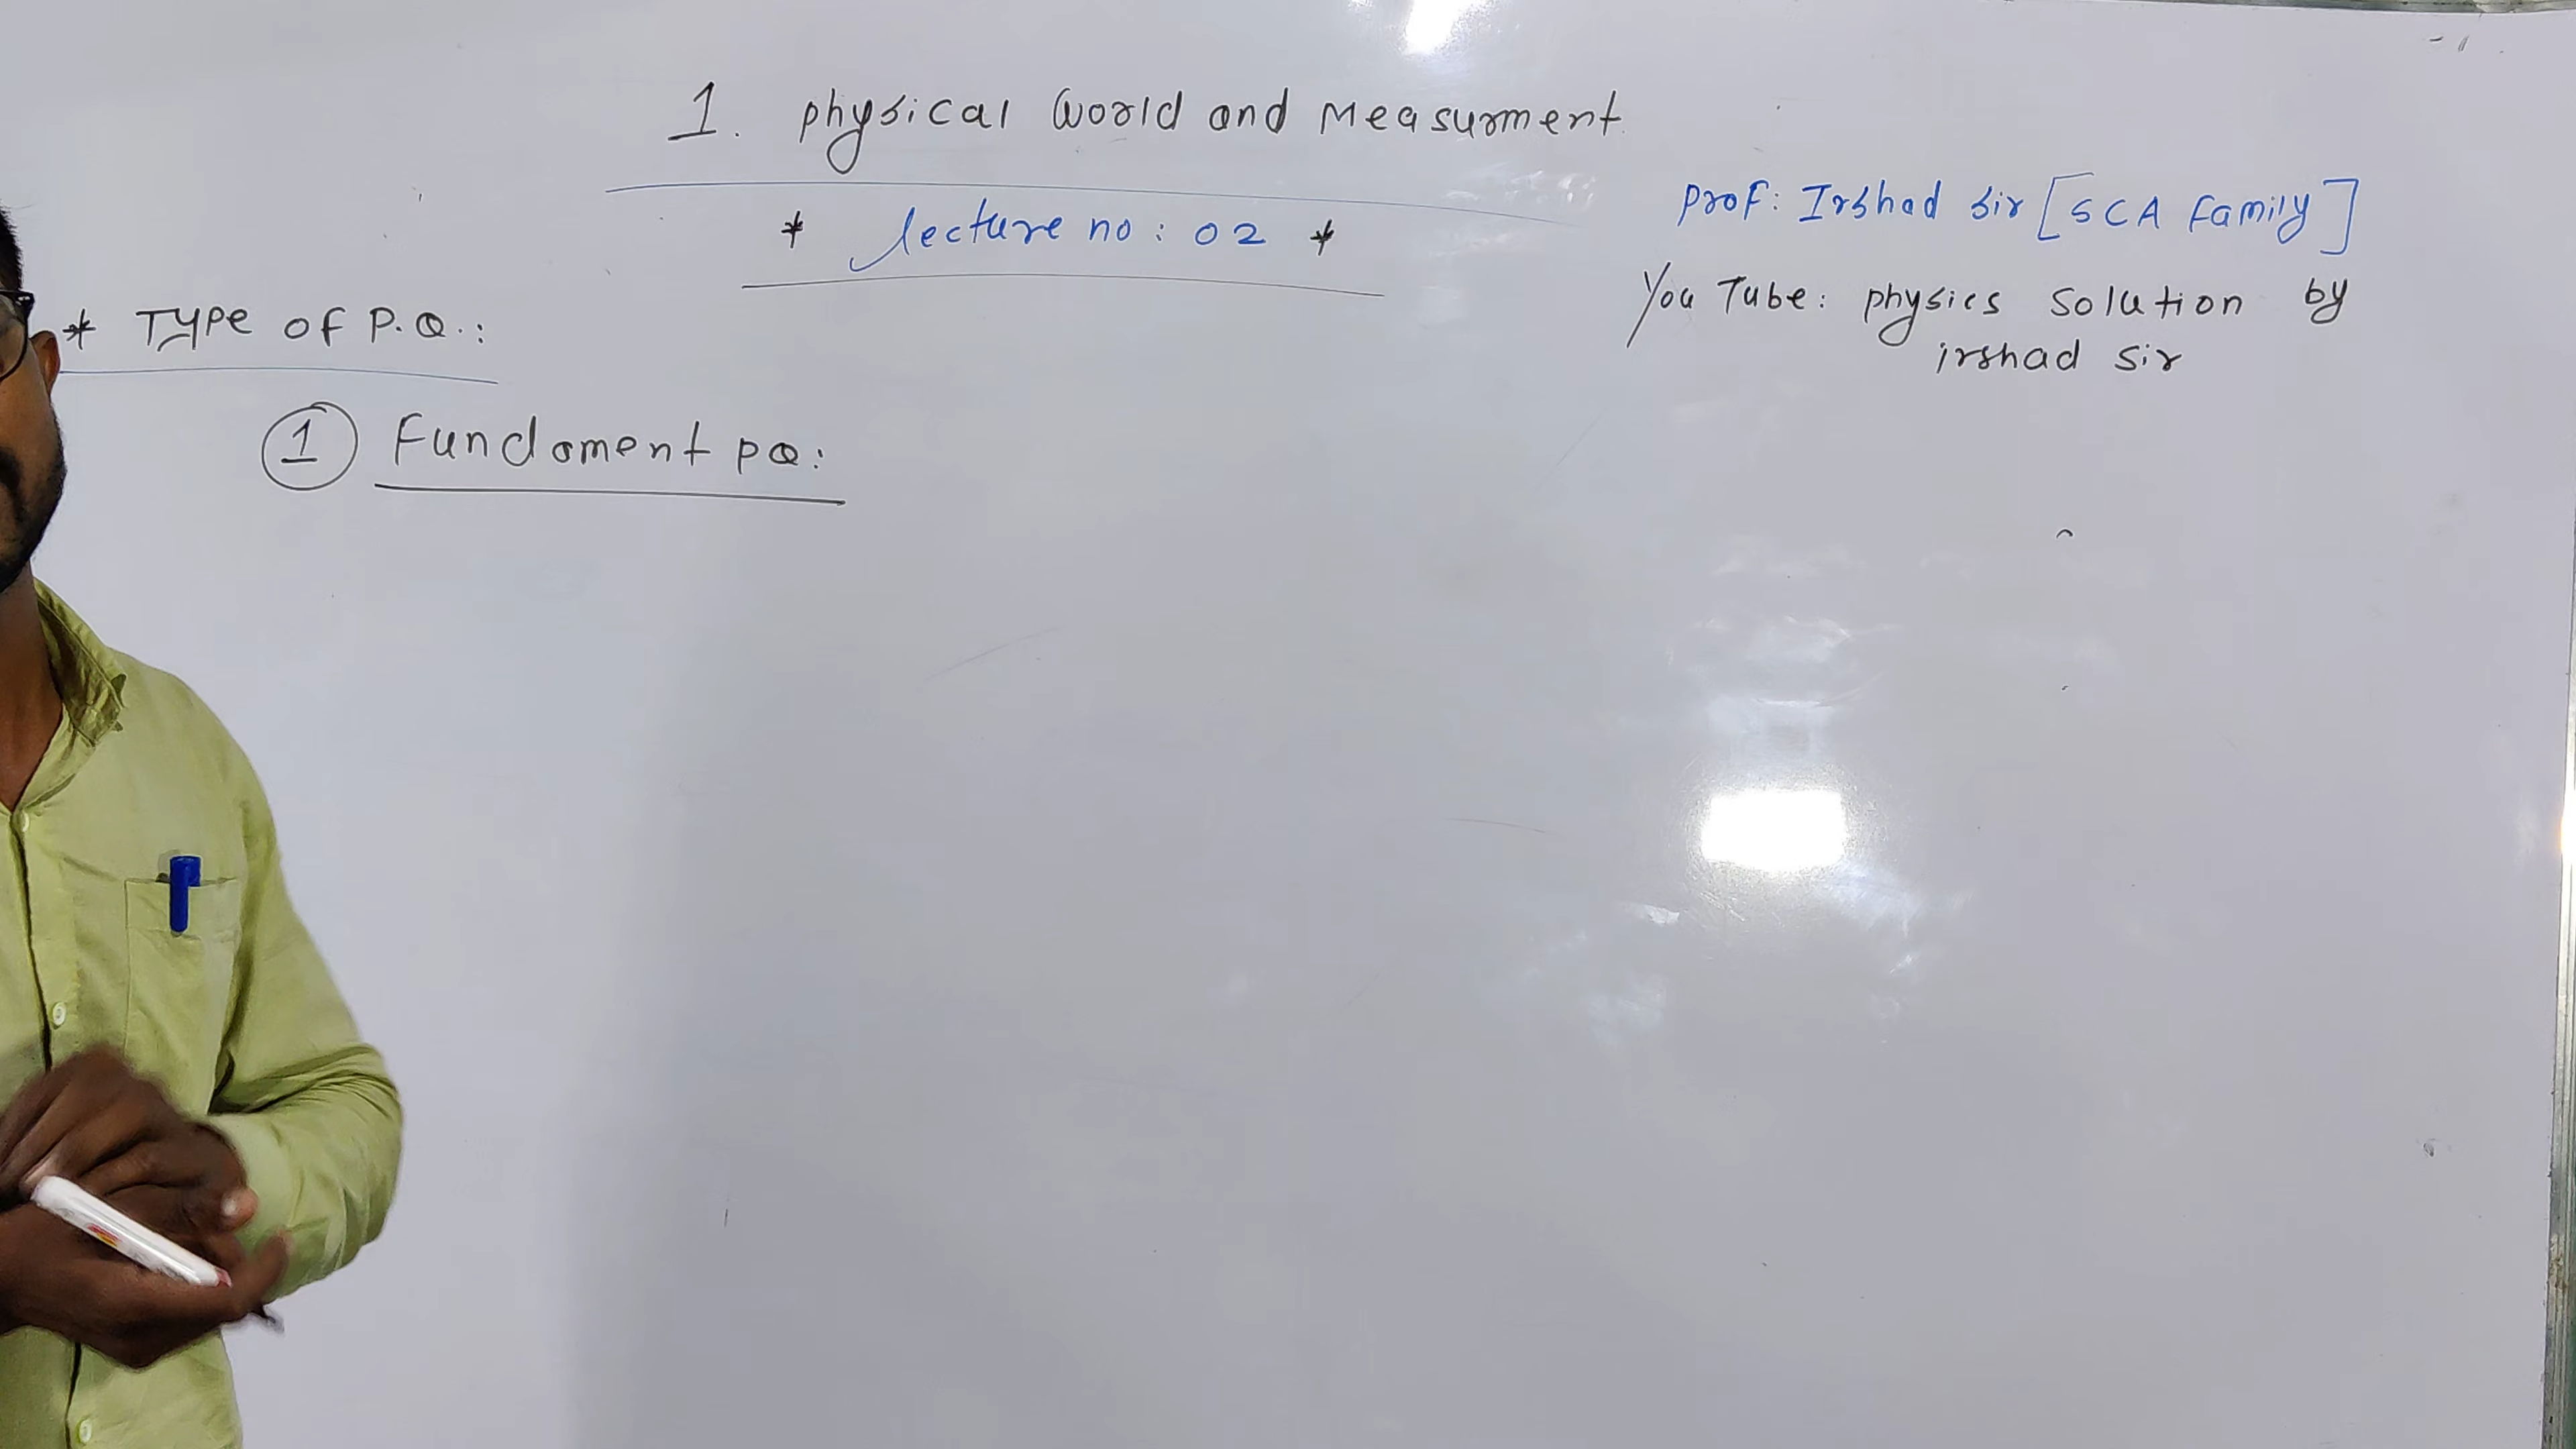 1. physical world and Measurment
* lecture no: 02 *
Prof: Irshad sir [SCA Family]
You Tube: physics solution by
irshad sir
* Type of P.Q.:
1 Fundament pQ: